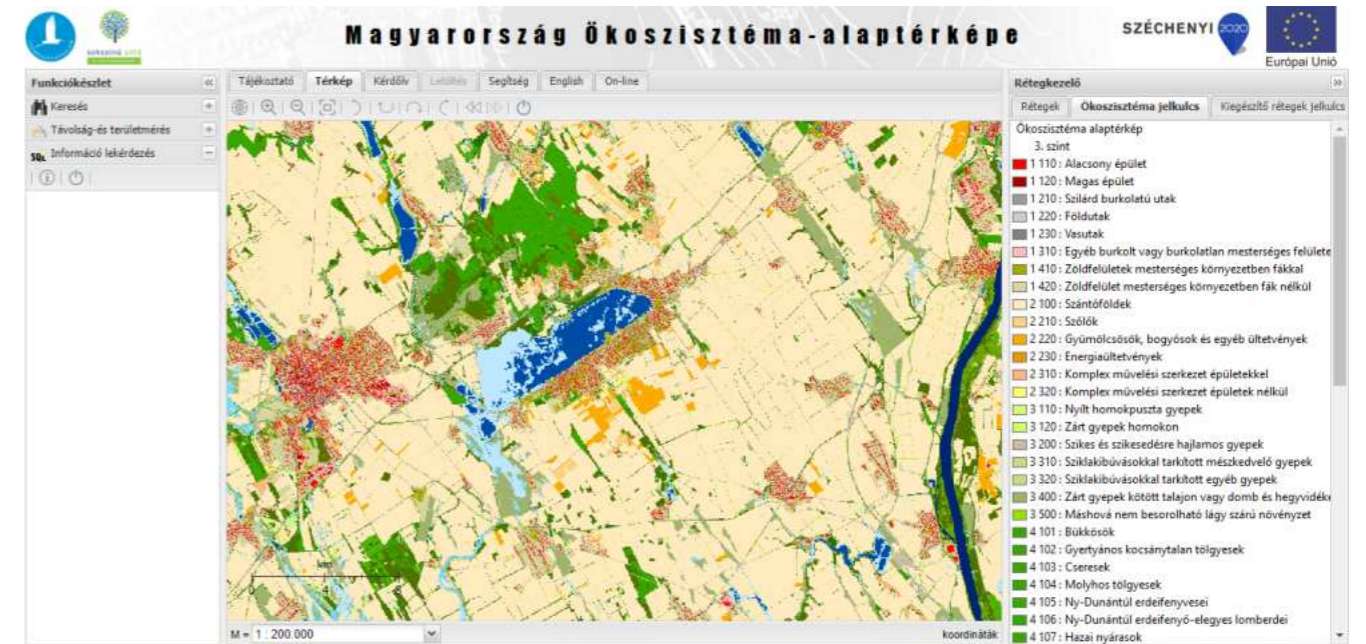 Magyarország Ökoszisztéma-alaptérképe
SZÉCHENYI 2020
Európai Unió
Funkciókészlet
Keresés
Távolság-és területmérés
SQL Információ lekérdezés
Tájékoztató Térkép Kérdőív Letöltés Segítség English On-line
km
0 4 8
M = 1 : 200.000
koordináták
Rétegkezelő
Rétegek Ökoszisztéma jelkulcs Kiegészítő rétegek jelkulcs
Ökoszisztéma alaptérkép
3. szint
1 110 : Alacsony épület
1 120 : Magas épület
1 210 : Szilárd burkolatú utak
1 220 : Földutak
1 230 : Vasutak
1 310 : Egyéb burkolt vagy burkolatlan mesterséges felülete
1 410 : Zöldfelületek mesterséges környezetben fákkal
1 420 : Zöldfelület mesterséges környezetben fák nélkül
2 100 : Szántóföldek
2 210 : Szőlők
2 220 : Gyümölcsösök, bogyósok és egyéb ültetvények
2 230 : Energiaültetvények
2 310 : Komplex művelési szerkezet épületekkel
2 320 : Komplex művelési szerkezet épületek nélkül
3 110 : Nyílt homokpuszta gyepek
3 120 : Zárt gyepek homokon
3 200 : Szikes és szikesedésre hajlamos gyepek
3 310 : Sziklakibúvásokkal tarkított mészkedvelő gyepek
3 320 : Sziklakibúvásokkal tarkított egyéb gyepek
3 400 : Zárt gyepek kötött talajon vagy domb és hegyvidéke
3 500 : Máshová nem besorolható lágy szárú növényzet
4 101 : Bükkösök
4 102 : Gyertyános kocsánytalan tölgyesek
4 103 : Cseresek
4 104 : Molyhos tölgyesek
4 105 : Ny-Dunántúl erdeifenyvesei
4 106 : Ny-Dunántúl erdeifenyő-elegyes lomberdei
4 107 : Hazai nyárasok